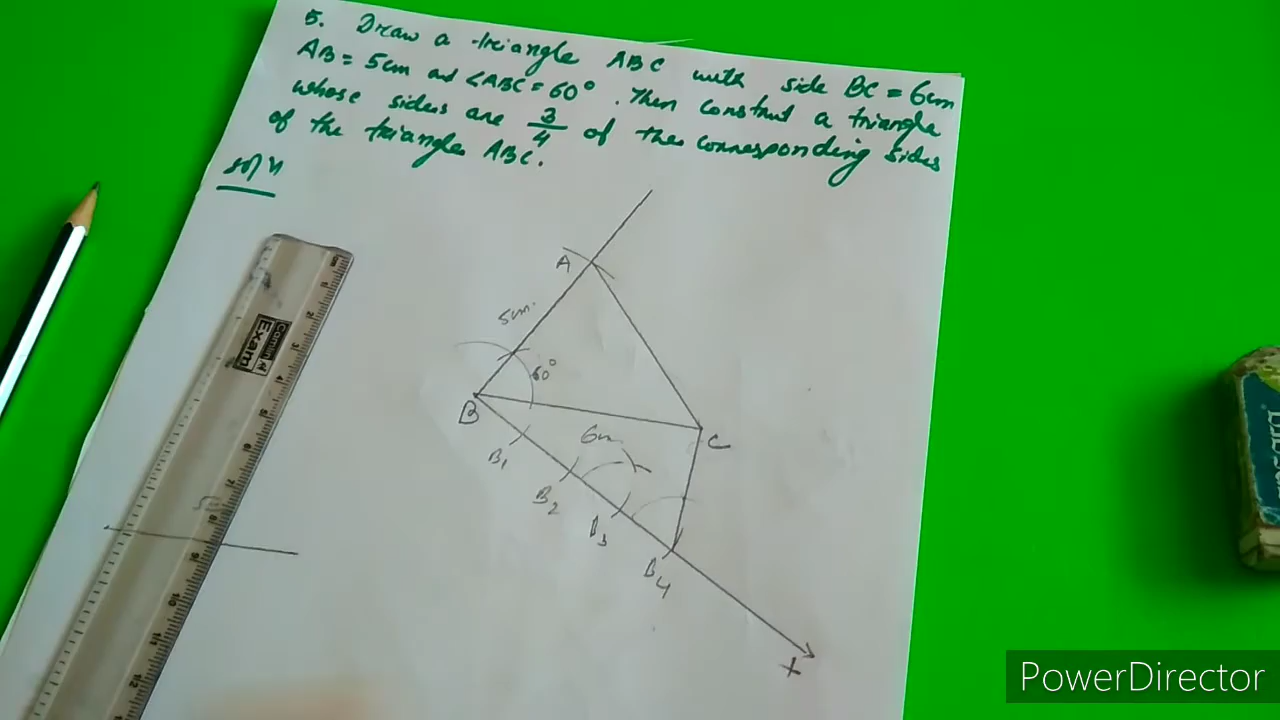 5. Draw a triangle ABC with side BC = 6cm
AB = 5cm and ∠ABC = 60° . Then construct a triangle
whose sides are 3/4 of the corresponding sides
of the triangle ABC.
Solⁿ
A
5cm.
60°
B
6cm
C
B1
B2
B3
B4
X
Camlin
Exam
PowerDirector